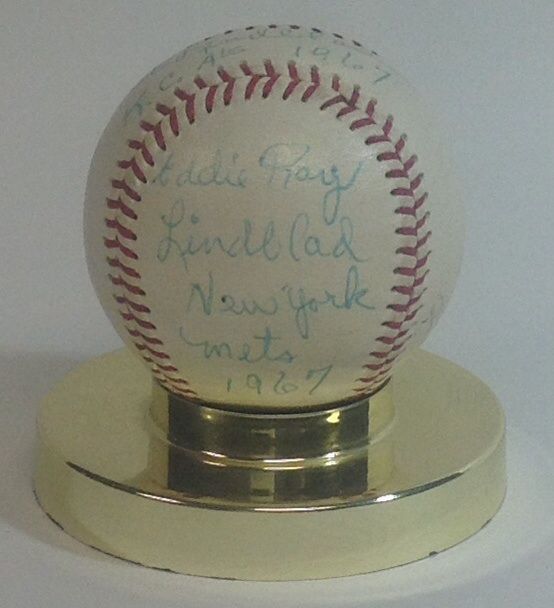 K.C. A's 1967
Eddie Ray
Lindblad
New York
Mets
1967